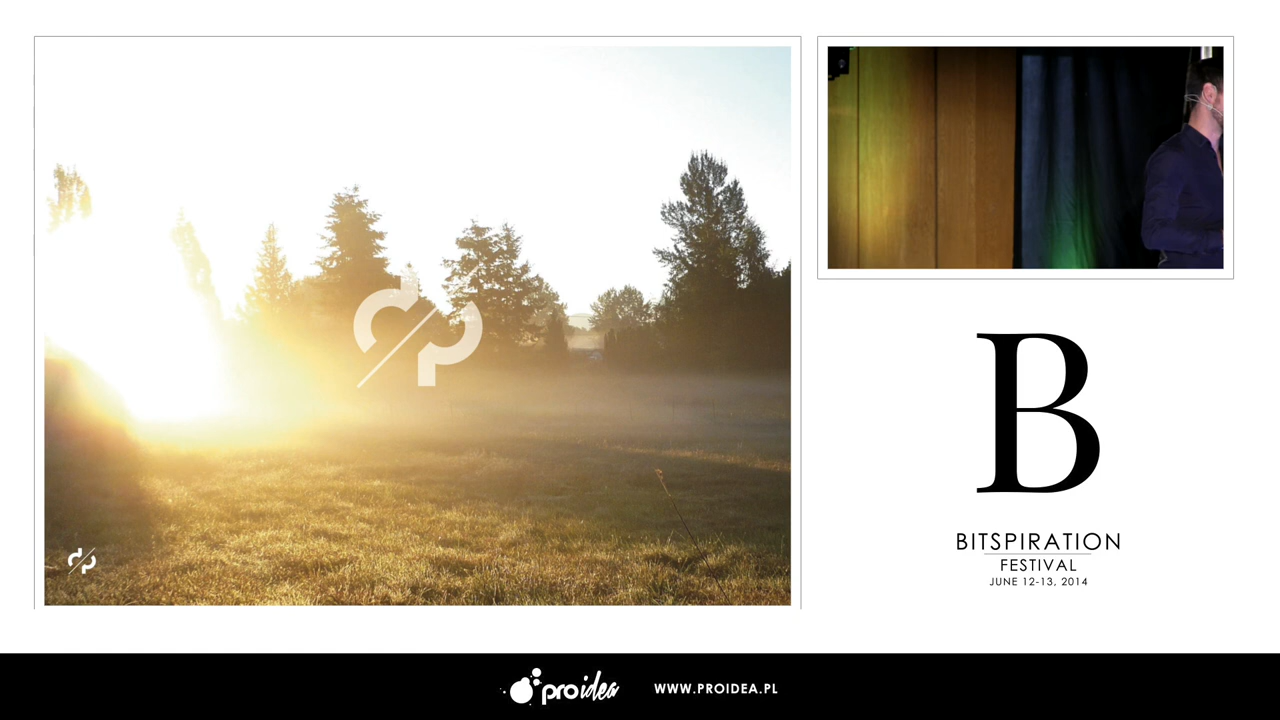 d/p
d/p
B
BITSPIRATION
FESTIVAL
JUNE 12-13, 2014
proidea
WWW.PROIDEA.PL